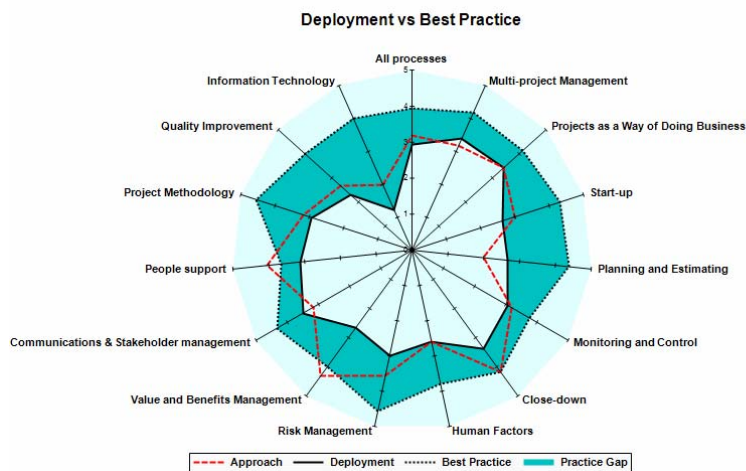 Deployment vs Best Practice
All processes
Information Technology
Multi-project Management
Quality Improvement
Projects as a Way of Doing Business
Project Methodology
Start-up
People support
Planning and Estimating
Communications & Stakeholder management
Monitoring and Control
Value and Benefits Management
Close-down
Risk Management
Human Factors
5
4
3
2
1
Approach
Deployment
Best Practice
Practice Gap